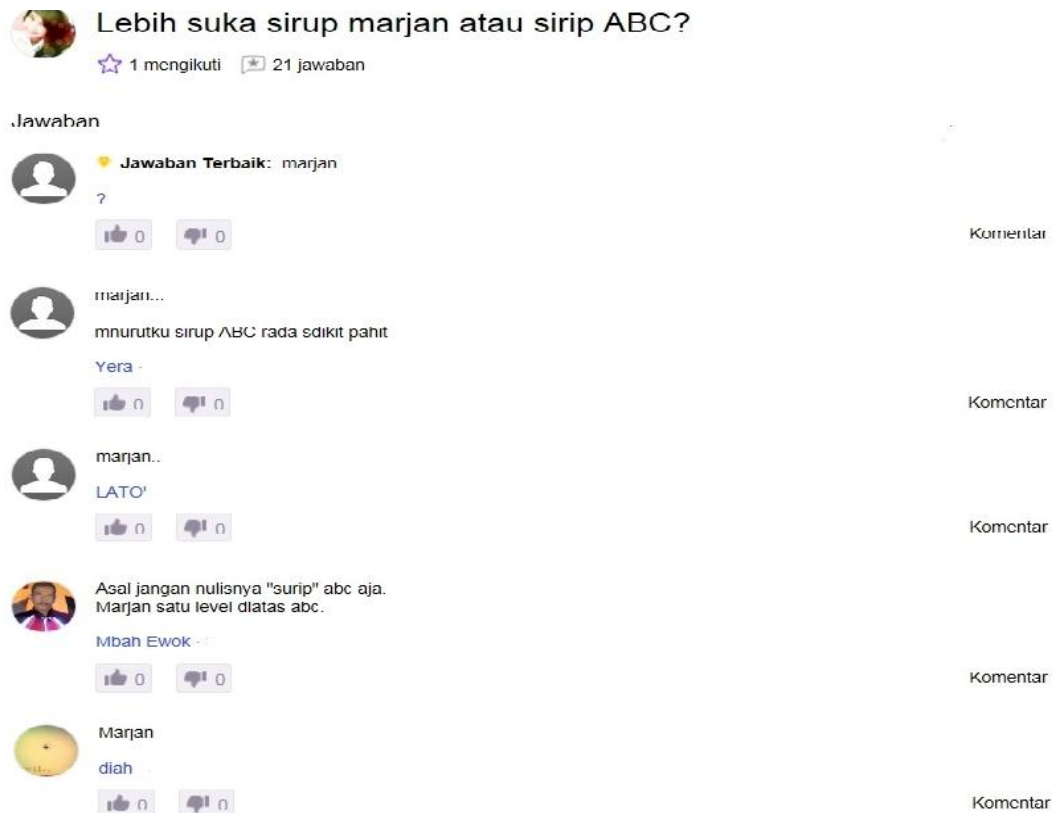 Lebih suka sirup marjan atau sirip ABC?
1 mengikuti 21 jawaban
Jawaban
Jawaban Terbaik: marjan
?
0 0 Komentar
marjan...
mnurutku sirup ABC rada sdikit pahit
Yera ·
0 0 Komentar
marjan..
LATO'
0 0 Komentar
Asal jangan nulisnya "surip" abc aja.
Marjan satu level diatas abc.
Mbah Ewok ·
0 0 Komentar
Marjan
diah
0 0 Komentar